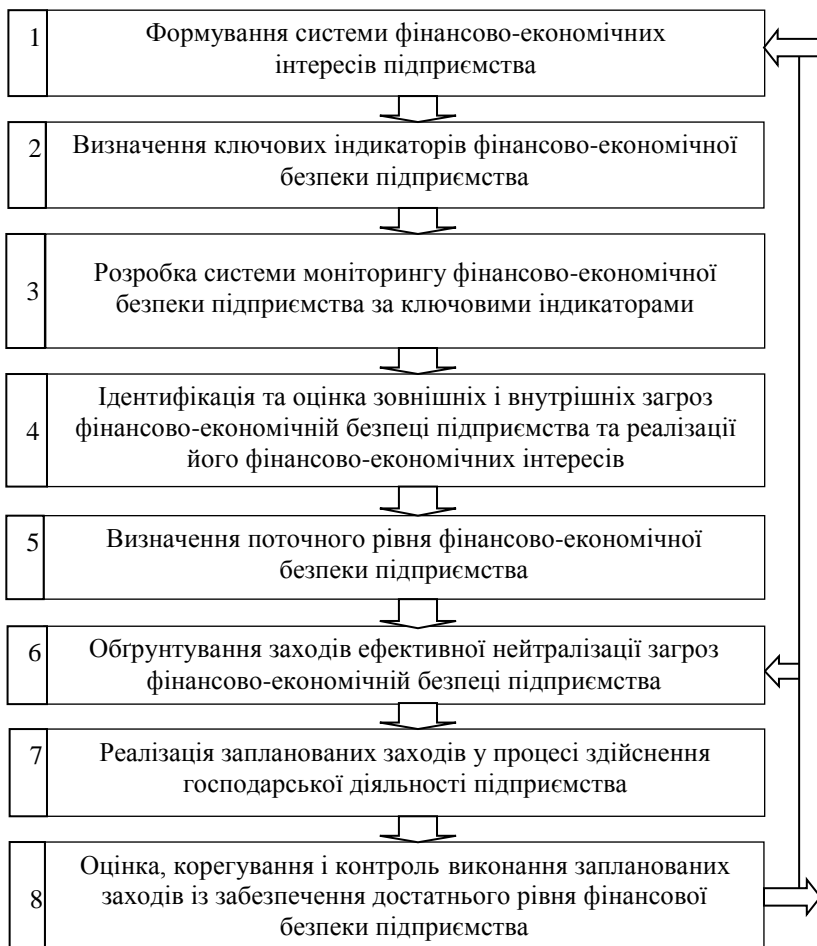 1
Формування системи фінансово-економічних
інтересів підприємства
2
Визначення ключових індикаторів фінансово-економічної
безпеки підприємства
3
Розробка системи моніторингу фінансово-економічної
безпеки підприємства за ключовими індикаторами
4
Ідентифікація та оцінка зовнішніх і внутрішніх загроз
фінансово-економічній безпеці підприємства та реалізації
його фінансово-економічних інтересів
5
Визначення поточного рівня фінансово-економічної
безпеки підприємства
6
Обґрунтування заходів ефективної нейтралізації загроз
фінансово-економічній безпеці підприємства
7
Реалізація запланованих заходів у процесі здійснення
господарської діяльності підприємства
8
Оцінка, корегування і контроль виконання запланованих
заходів із забезпечення достатнього рівня фінансової
безпеки підприємства